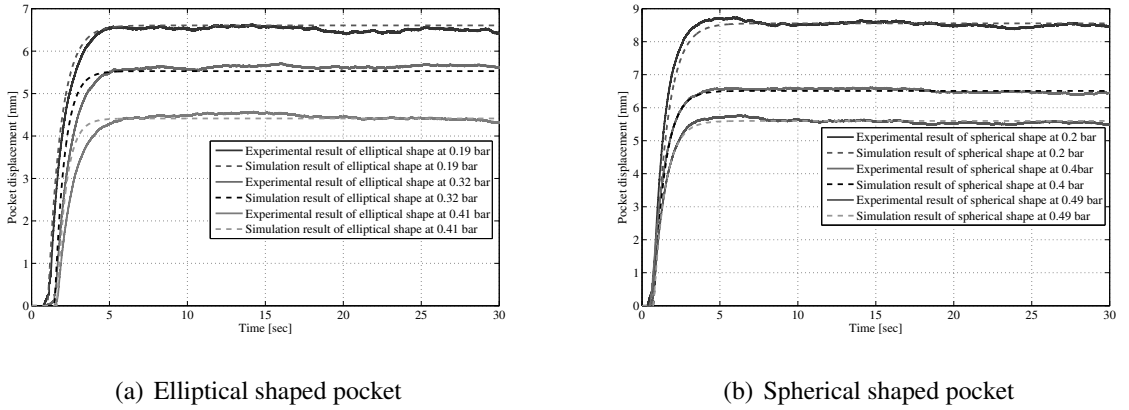 7
6
5
4
3
2
1
0
Pocket displacement [mm]
Experimental result of elliptical shape at 0.19 bar
Simulation result of elliptical shape at 0.19 bar
Experimental result of elliptical shape at 0.32 bar
Simulation result of elliptical shape at 0.32 bar
Experimental result of elliptical shape at 0.41 bar
Simulation result of elliptical shape at 0.41 bar
0 5 10 15 20 25 30
Time [sec]
(a) Elliptical shaped pocket
9
8
7
6
5
4
3
2
1
0
Pocket displacement [mm]
Experimental result of spherical shape at 0.2 bar
Simulation result of spherical shape at 0.2 bar
Experimental result of spherical shape at 0.4bar
Simulation result of spherical shape at 0.4 bar
Experimental result of spherical shape at 0.49bar
Simulation result of spherical shape at 0.49 bar
0 5 10 15 20 25 30
Time [sec]
(b) Spherical shaped pocket